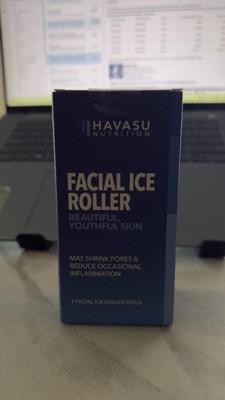 HAVASU
NUTRITION
FACIAL ICE
ROLLER
BEAUTIFUL,
YOUTHFUL SKIN
MAY SHRINK PORES &
REDUCE OCCASIONAL
INFLAMMATION
1 FACIAL ICE ROLLER MOLD